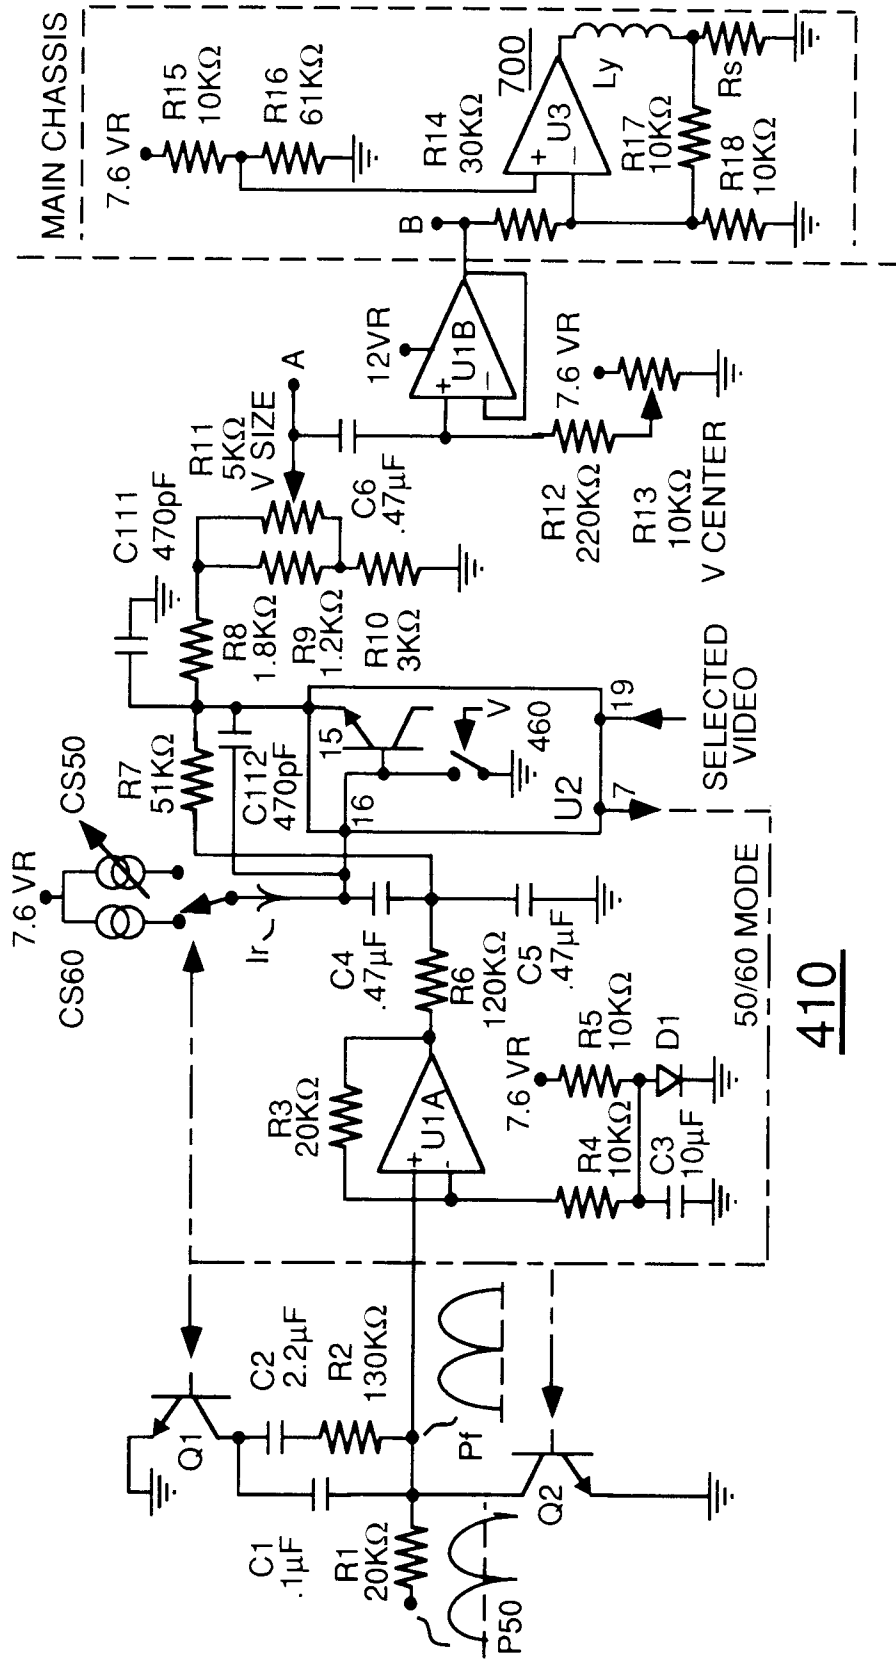 MAIN CHASSIS
7.6 VR
R15
10KΩ
R16
61KΩ
R14
30KΩ
700
U3
+
–
Ly
R17
10KΩ
Rs
R18
10KΩ
B
12VR
U1B
+
–
A
R11
5KΩ
V SIZE
C6
.47µF
7.6 VR
R12
220KΩ
R13
10KΩ
V CENTER
C111
470pF
R8
1.8KΩ
R9
1.2KΩ
R10
3KΩ
SELECTED
VIDEO
19
7
U2
15
16
V
460
R7
51KΩ
C112
470pF
CS50
7.6 VR
CS60
Ir
C4
.47µF
R6
120KΩ
C5
.47µF
50/60 MODE
410
R3
20KΩ
U1A
+
-
7.6 VR
R5
10KΩ
D1
R4
10KΩ
C3
10µF
Q1
C2
2.2µF
R2
130KΩ
Pf
Q2
C1
.1µF
R1
20KΩ
P50